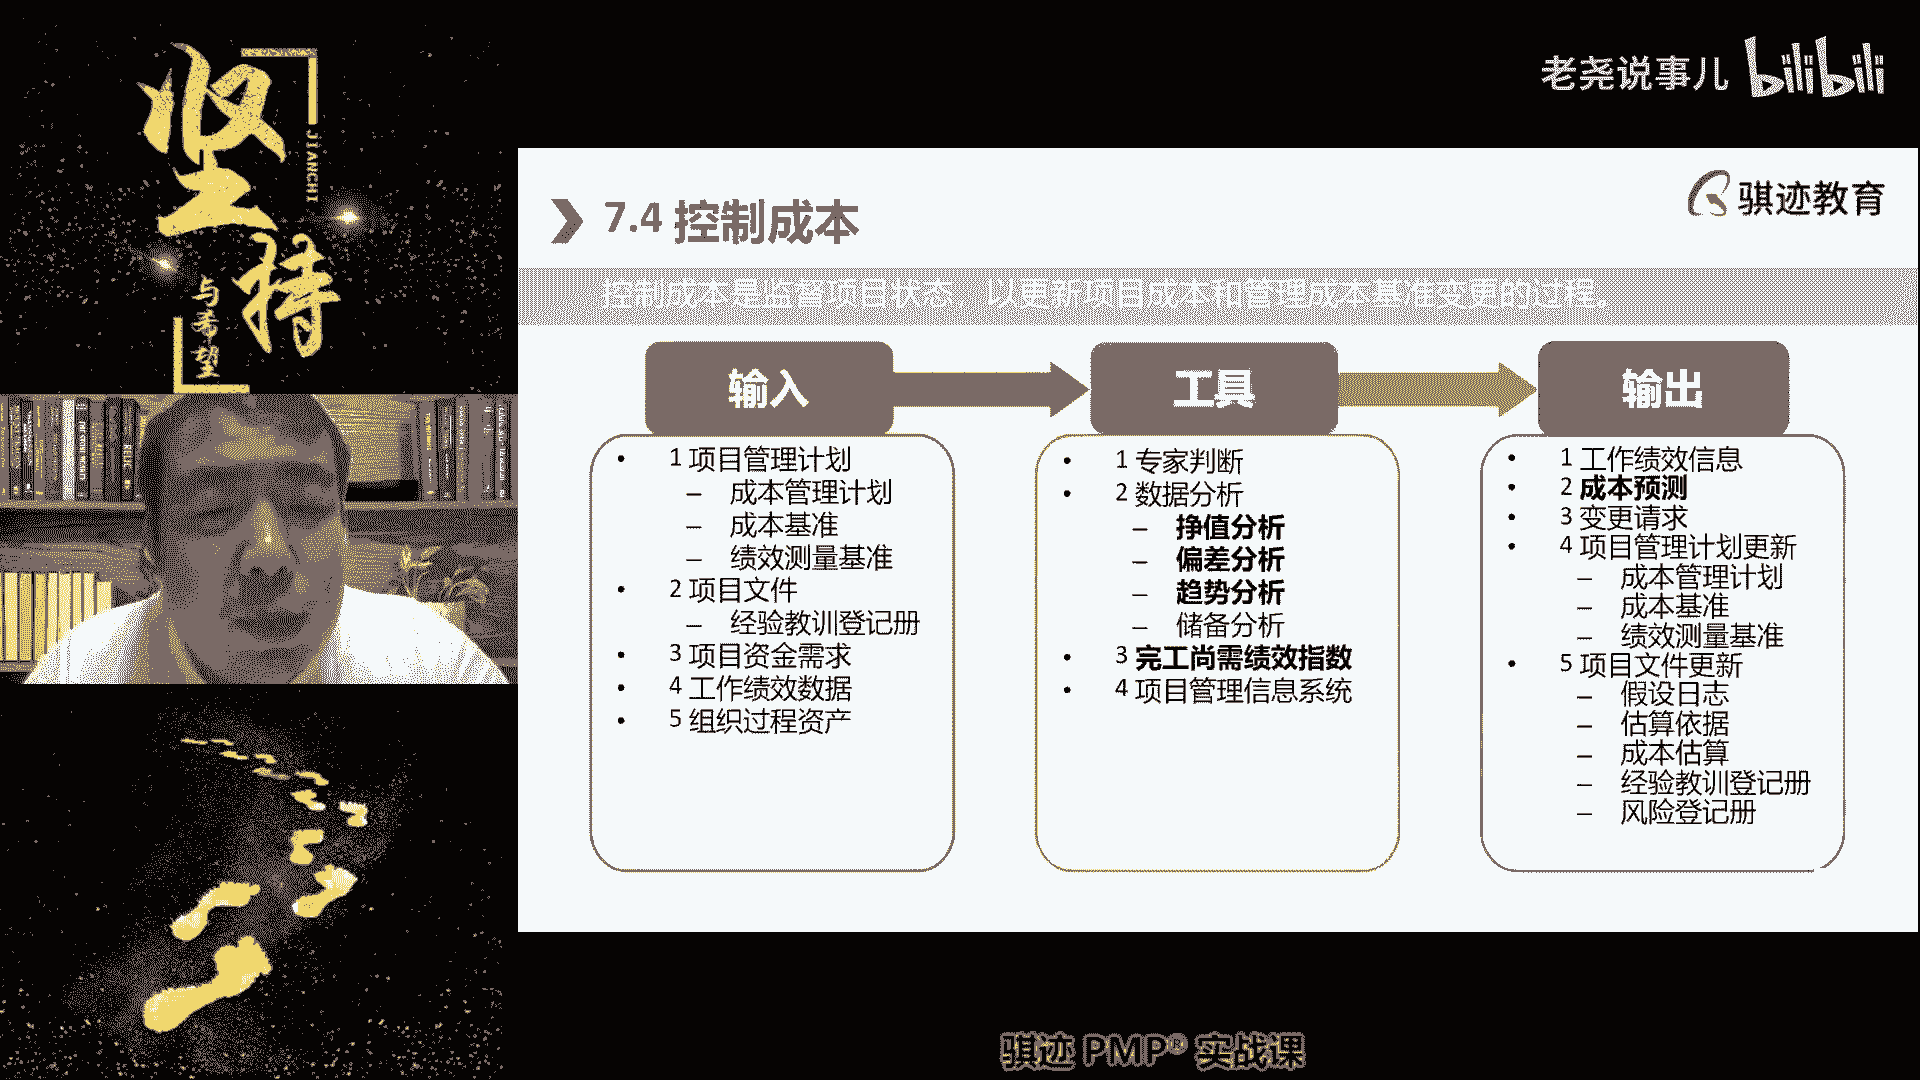 坚持
JIANCHI
与希望
老尧说事儿 bilibili
骐迹教育
7.4 控制成本
控制成本是监督项目状态，以更新项目成本和管理成本基准变更的过程。
输入
• 1 项目管理计划
– 成本管理计划
– 成本基准
– 绩效测量基准
• 2 项目文件
– 经验教训登记册
• 3 项目资金需求
• 4 工作绩效数据
• 5 组织过程资产
工具
• 1 专家判断
• 2 数据分析
– 挣值分析
– 偏差分析
– 趋势分析
– 储备分析
• 3 完工尚需绩效指数
• 4 项目管理信息系统
输出
• 1 工作绩效信息
• 2 成本预测
• 3 变更请求
• 4 项目管理计划更新
– 成本管理计划
– 成本基准
– 绩效测量基准
• 5 项目文件更新
– 假设日志
– 估算依据
– 成本估算
– 经验教训登记册
– 风险登记册
骐迹 PMP® 实战课